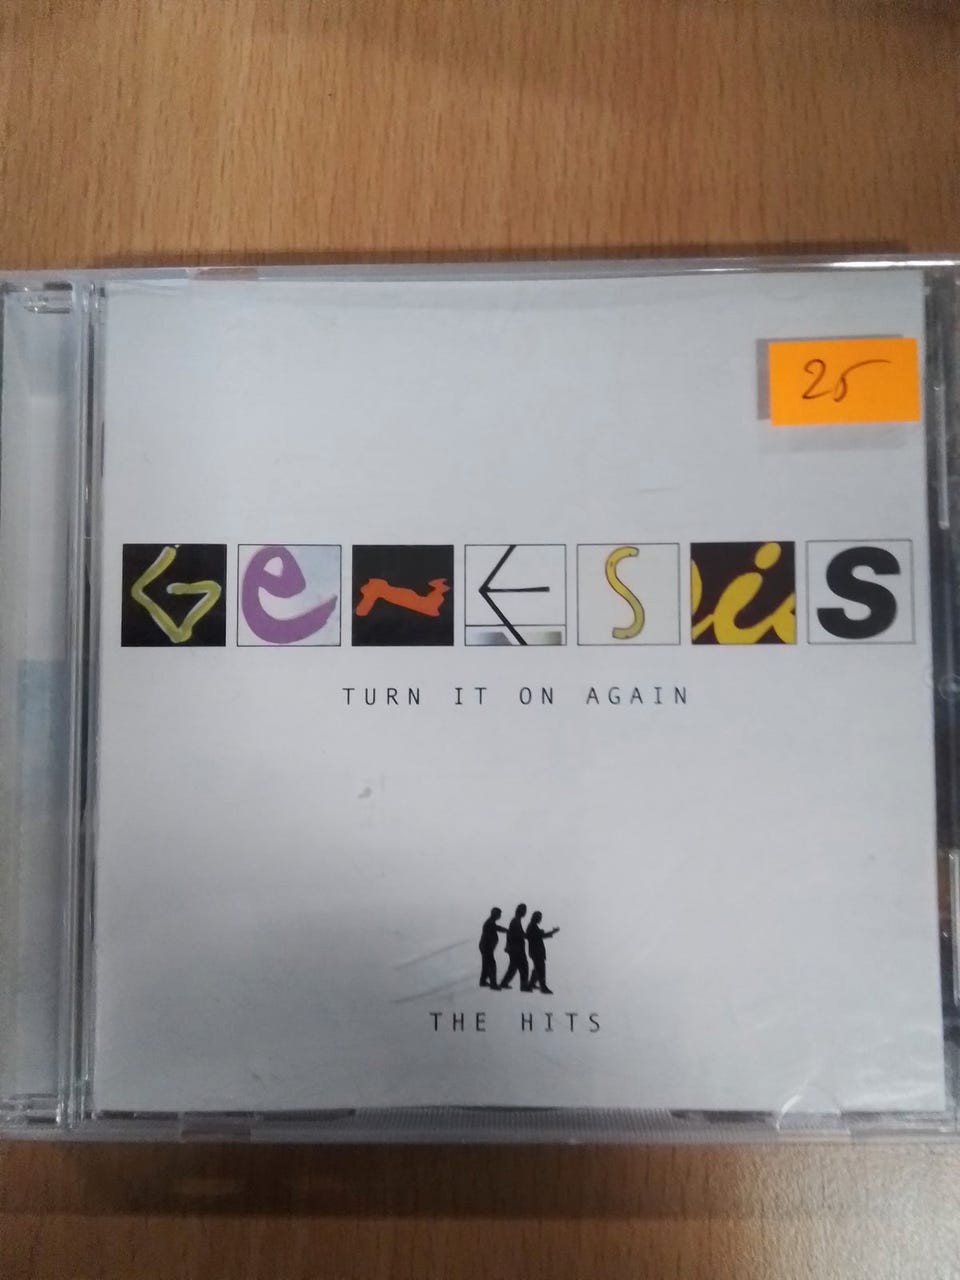 25
GeNESiS
TURN IT ON AGAIN
THE HITS